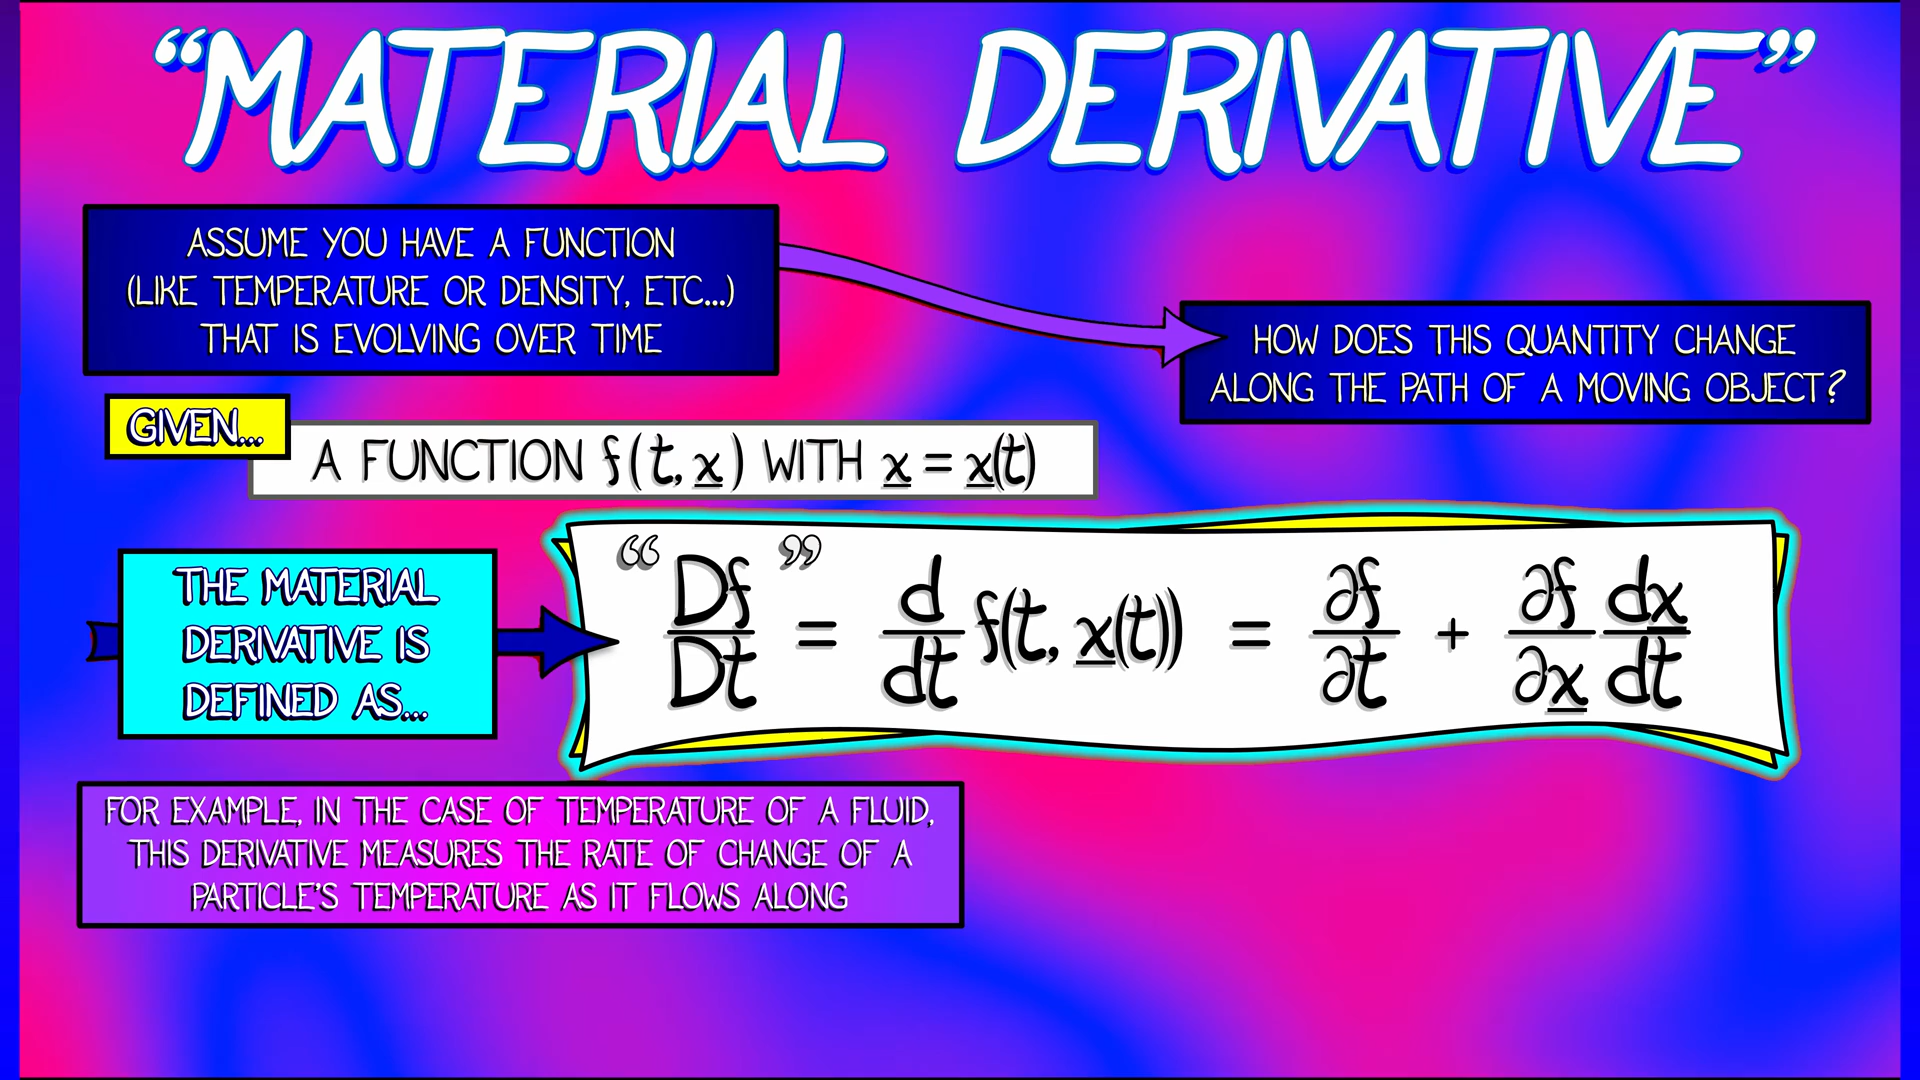 “MATERIAL DERIVATIVE”
ASSUME YOU HAVE A FUNCTION
(LIKE TEMPERATURE OR DENSITY, ETC...)
THAT IS EVOLVING OVER TIME
HOW DOES THIS QUANTITY CHANGE
ALONG THE PATH OF A MOVING OBJECT?
GIVEN...
A FUNCTION f(t, x) WITH x = x(t)
THE MATERIAL
DERIVATIVE IS
DEFINED AS...
“Df/Dt” = d/dt f(t, x(t)) = ∂f/∂t + ∂f/∂x dx/dt
FOR EXAMPLE, IN THE CASE OF TEMPERATURE OF A FLUID,
THIS DERIVATIVE MEASURES THE RATE OF CHANGE OF A
PARTICLE’S TEMPERATURE AS IT FLOWS ALONG